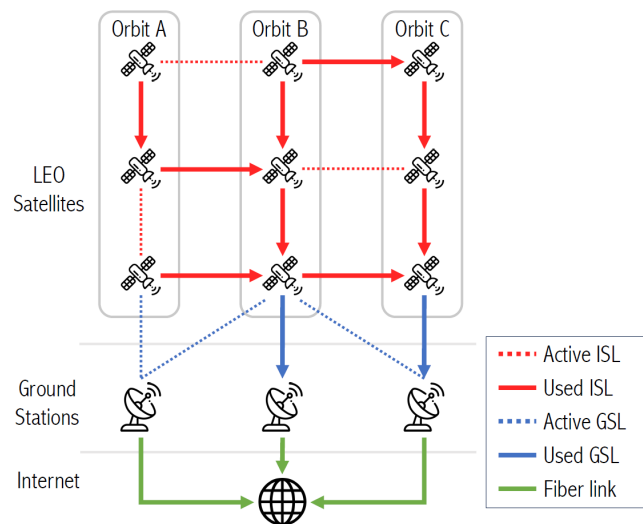 Orbit A
Orbit B
Orbit C
LEO
Satellites
Ground
Stations
Internet
Active ISL
Used ISL
Active GSL
Used GSL
Fiber link